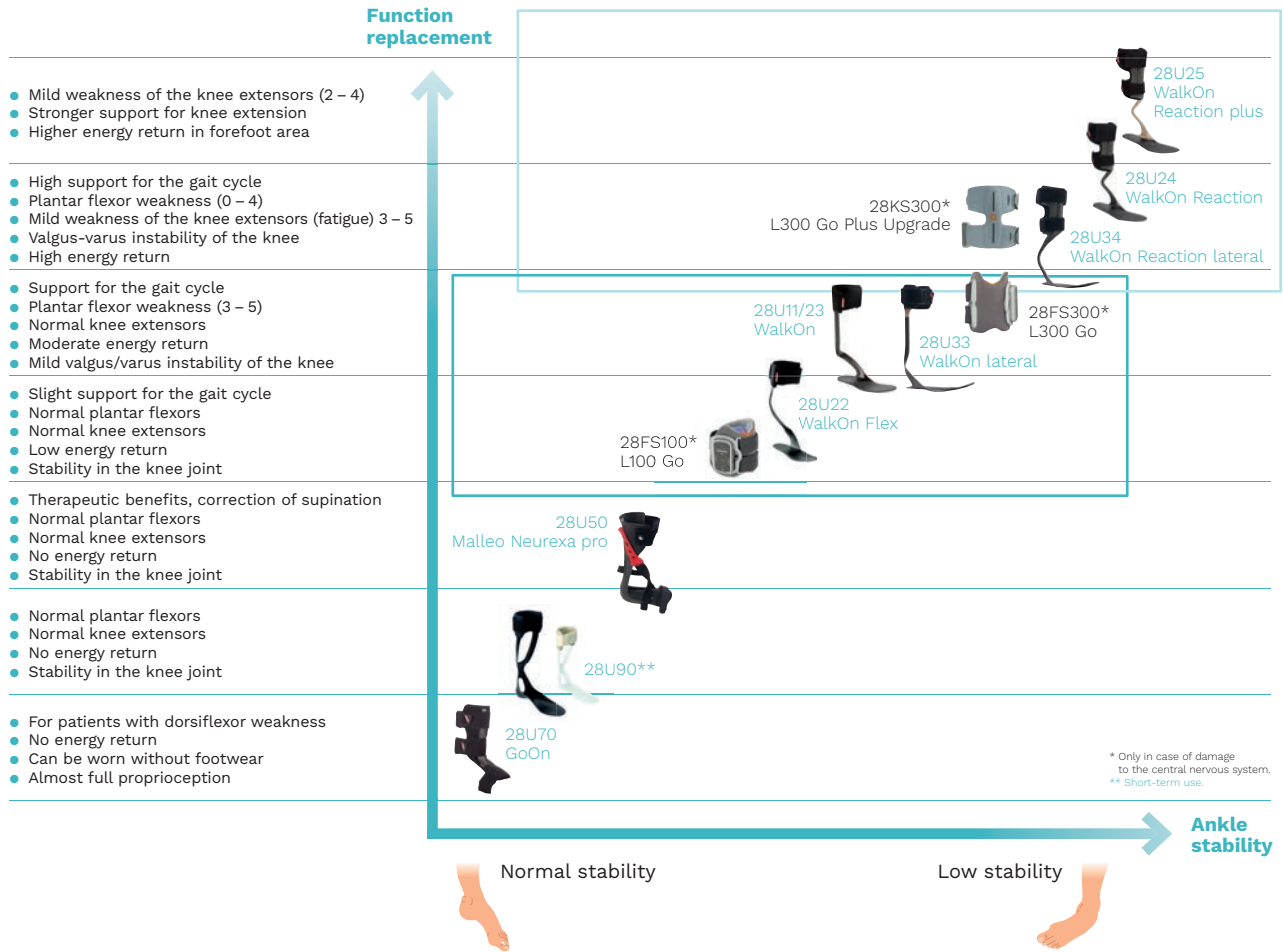 Function
replacement
Mild weakness of the knee extensors (2 – 4)
Stronger support for knee extension
Higher energy return in forefoot area
28U25
WalkOn
Reaction plus
High support for the gait cycle
Plantar flexor weakness (0 – 4)
Mild weakness of the knee extensors (fatigue) 3 – 5
Valgus-varus instability of the knee
High energy return
28U24
WalkOn Reaction
28KS300*
L300 Go Plus Upgrade
28U34
WalkOn Reaction lateral
Support for the gait cycle
Plantar flexor weakness (3 – 5)
Normal knee extensors
Moderate energy return
Mild valgus/varus instability of the knee
28U11/23
WalkOn
28U33
WalkOn lateral
28FS300*
L300 Go
Slight support for the gait cycle
Normal plantar flexors
Normal knee extensors
Low energy return
Stability in the knee joint
28FS100*
L100 Go
28U22
WalkOn Flex
Therapeutic benefits, correction of supination
Normal plantar flexors
Normal knee extensors
No energy return
Stability in the knee joint
28U50
Malleo Neurexa pro
Normal plantar flexors
Normal knee extensors
No energy return
Stability in the knee joint
28U90**
For patients with dorsiflexor weakness
No energy return
Can be worn without footwear
Almost full proprioception
28U70
GoOn
* Only in case of damage
to the central nervous system.
** Short-term use.
Ankle
stability
Normal stability
Low stability